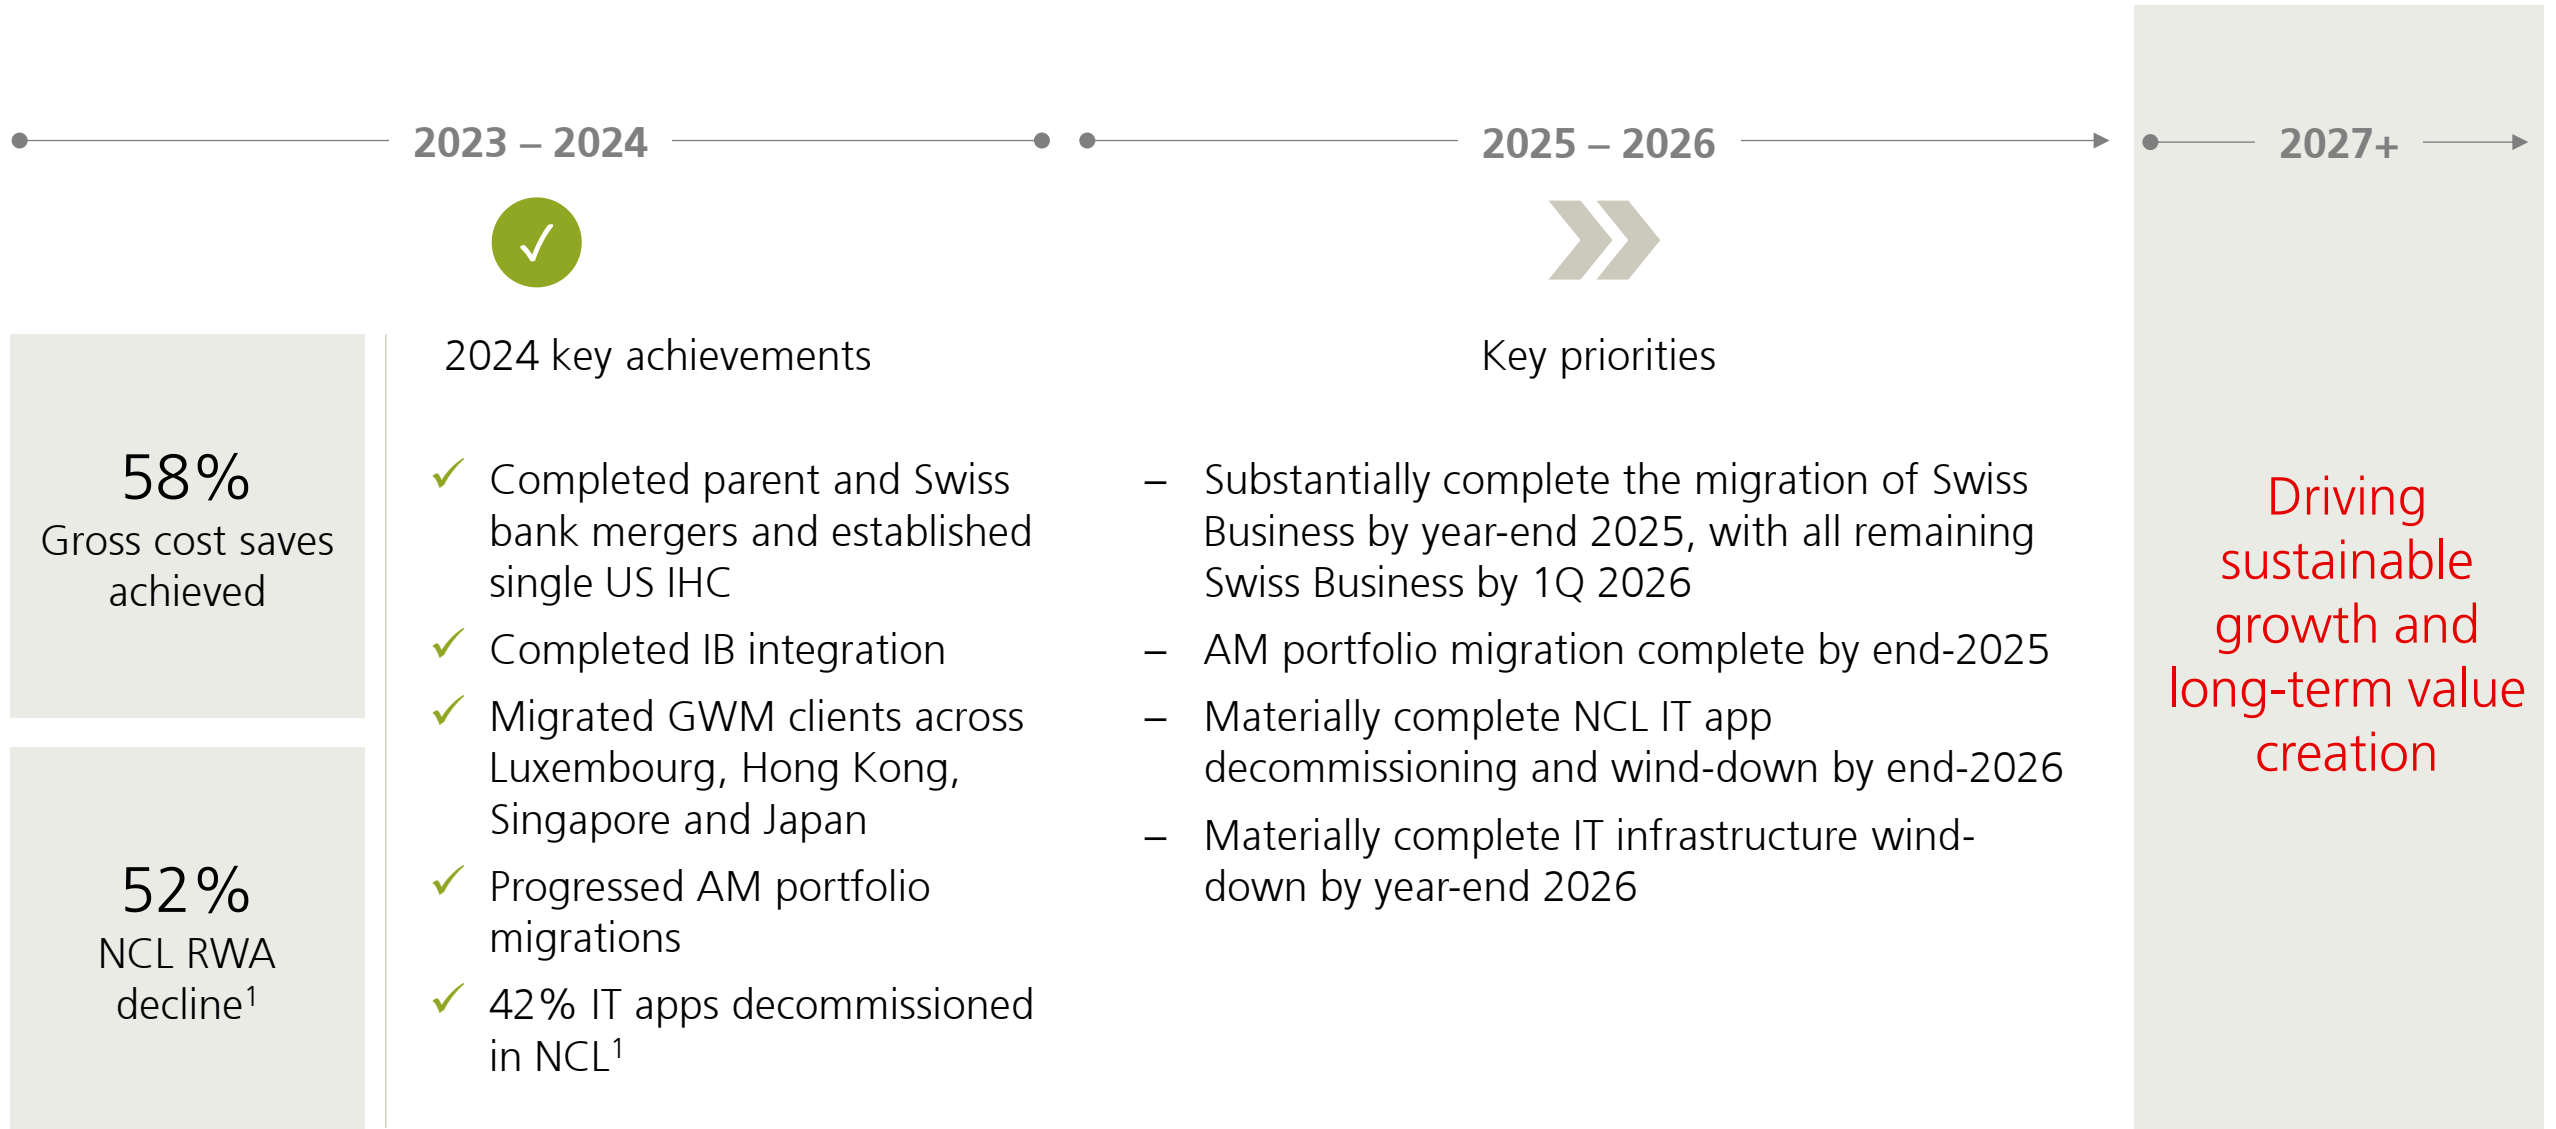 2023 – 2024
2025 – 2026
2027+
58%
Gross cost saves
achieved
52%
NCL RWA
decline¹
2024 key achievements
Completed parent and Swiss
bank mergers and established
single US IHC
Completed IB integration
Migrated GWM clients across
Luxembourg, Hong Kong,
Singapore and Japan
Progressed AM portfolio
migrations
42% IT apps decommissioned
in NCL¹
Key priorities
– Substantially complete the migration of Swiss
Business by year-end 2025, with all remaining
Swiss Business by 1Q 2026
– AM portfolio migration complete by end-2025
– Materially complete NCL IT app
decommissioning and wind-down by end-2026
– Materially complete IT infrastructure wind-
down by year-end 2026
Driving
sustainable
growth and
long-term value
creation